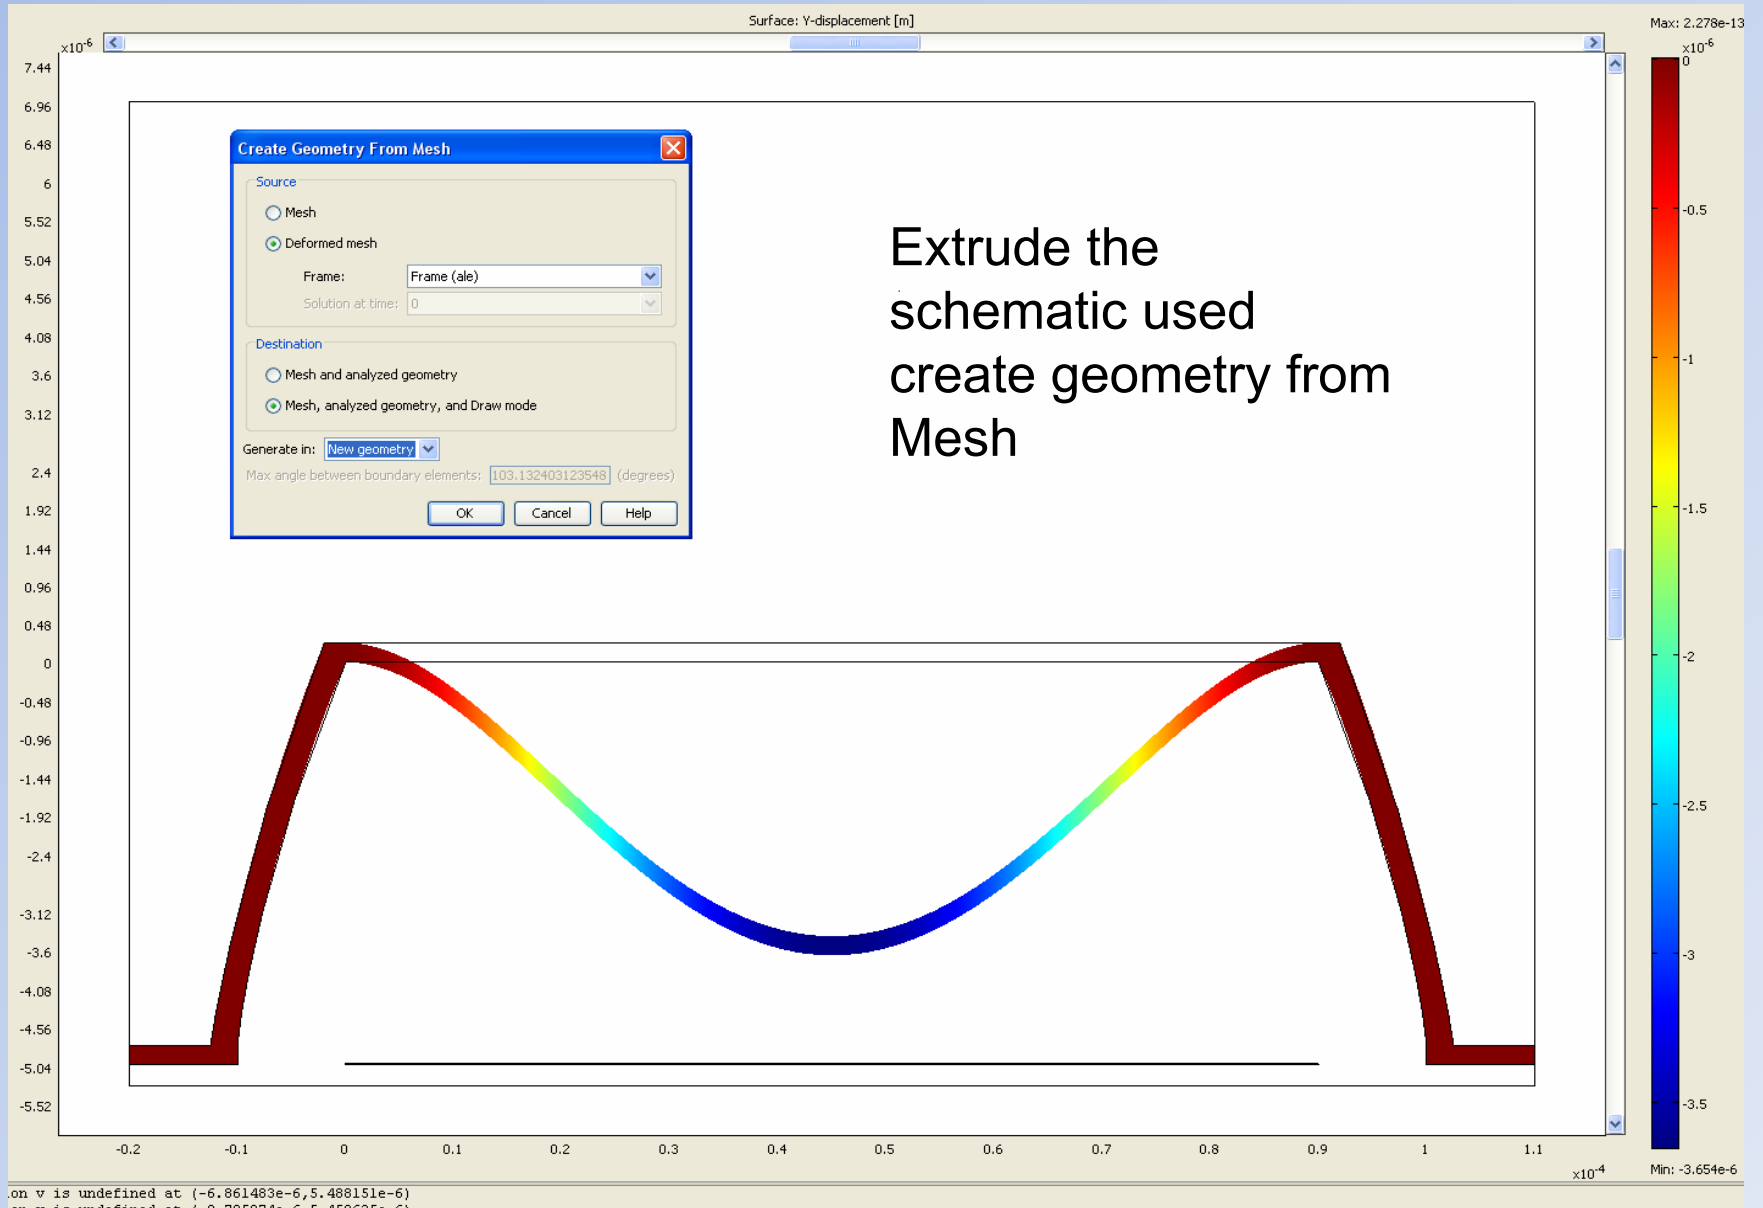 Surface: Y-displacement [m]
Max: 2.278e-13
x10-6
x10-6
7.44
6.96
6.48
6
5.52
5.04
4.56
4.08
3.6
3.12
2.4
1.92
1.44
0.96
0.48
0
-0.48
-0.96
-1.44
-1.92
-2.4
-3.12
-3.6
-4.08
-4.56
-5.04
-5.52
Create Geometry From Mesh
Source
Mesh
Deformed mesh
Frame: Frame (ale)
Solution at time: 0
Destination
Mesh and analyzed geometry
Mesh, analyzed geometry, and Draw mode
Generate in: New geometry
Max angle between boundary elements: 103.132403123548 (degrees)
OK Cancel Help
Extrude the
schematic used
create geometry from
Mesh
0
-0.5
-1
-1.5
-2
-2.5
-3
-3.5
Min: -3.654e-6
-0.2 -0.1 0 0.1 0.2 0.3 0.4 0.5 0.6 0.7 0.8 0.9 1 1.1
x10-4
on v is undefined at (-6.861483e-6,5.488151e-6)